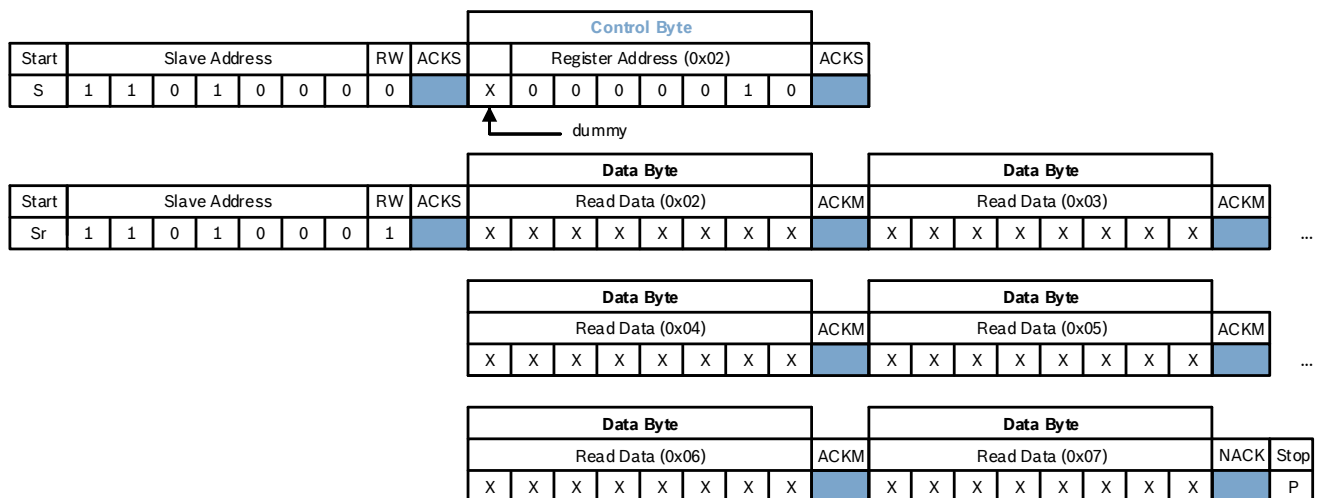 Control Byte
Start Slave Address RW ACKS Register Address (0x02) ACKS
S 1 1 0 1 0 0 0 0 X 0 0 0 0 0 1 0
dummy
Data Byte Data Byte
Start Slave Address RW ACKS Read Data (0x02) ACKM Read Data (0x03) ACKM
Sr 1 1 0 1 0 0 0 1 X X X X X X X X X X X X X X X X ...
Data Byte Data Byte
Read Data (0x04) ACKM Read Data (0x05) ACKM
X X X X X X X X X X X X X X X X ...
Data Byte Data Byte
Read Data (0x06) ACKM Read Data (0x07) NACK Stop
X X X X X X X X X X X X X X X X P